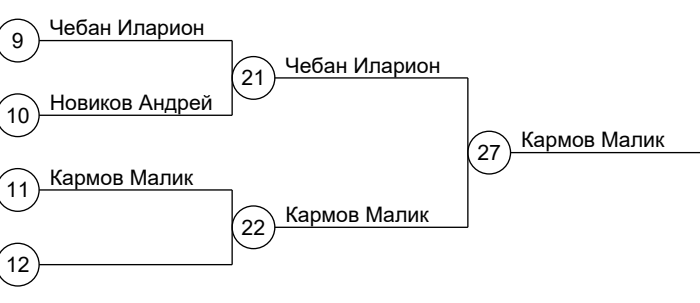 Чебан Иларион
9
21
Чебан Иларион
10
Новиков Андрей
27
Кармов Малик
11
Кармов Малик
22
Кармов Малик
12